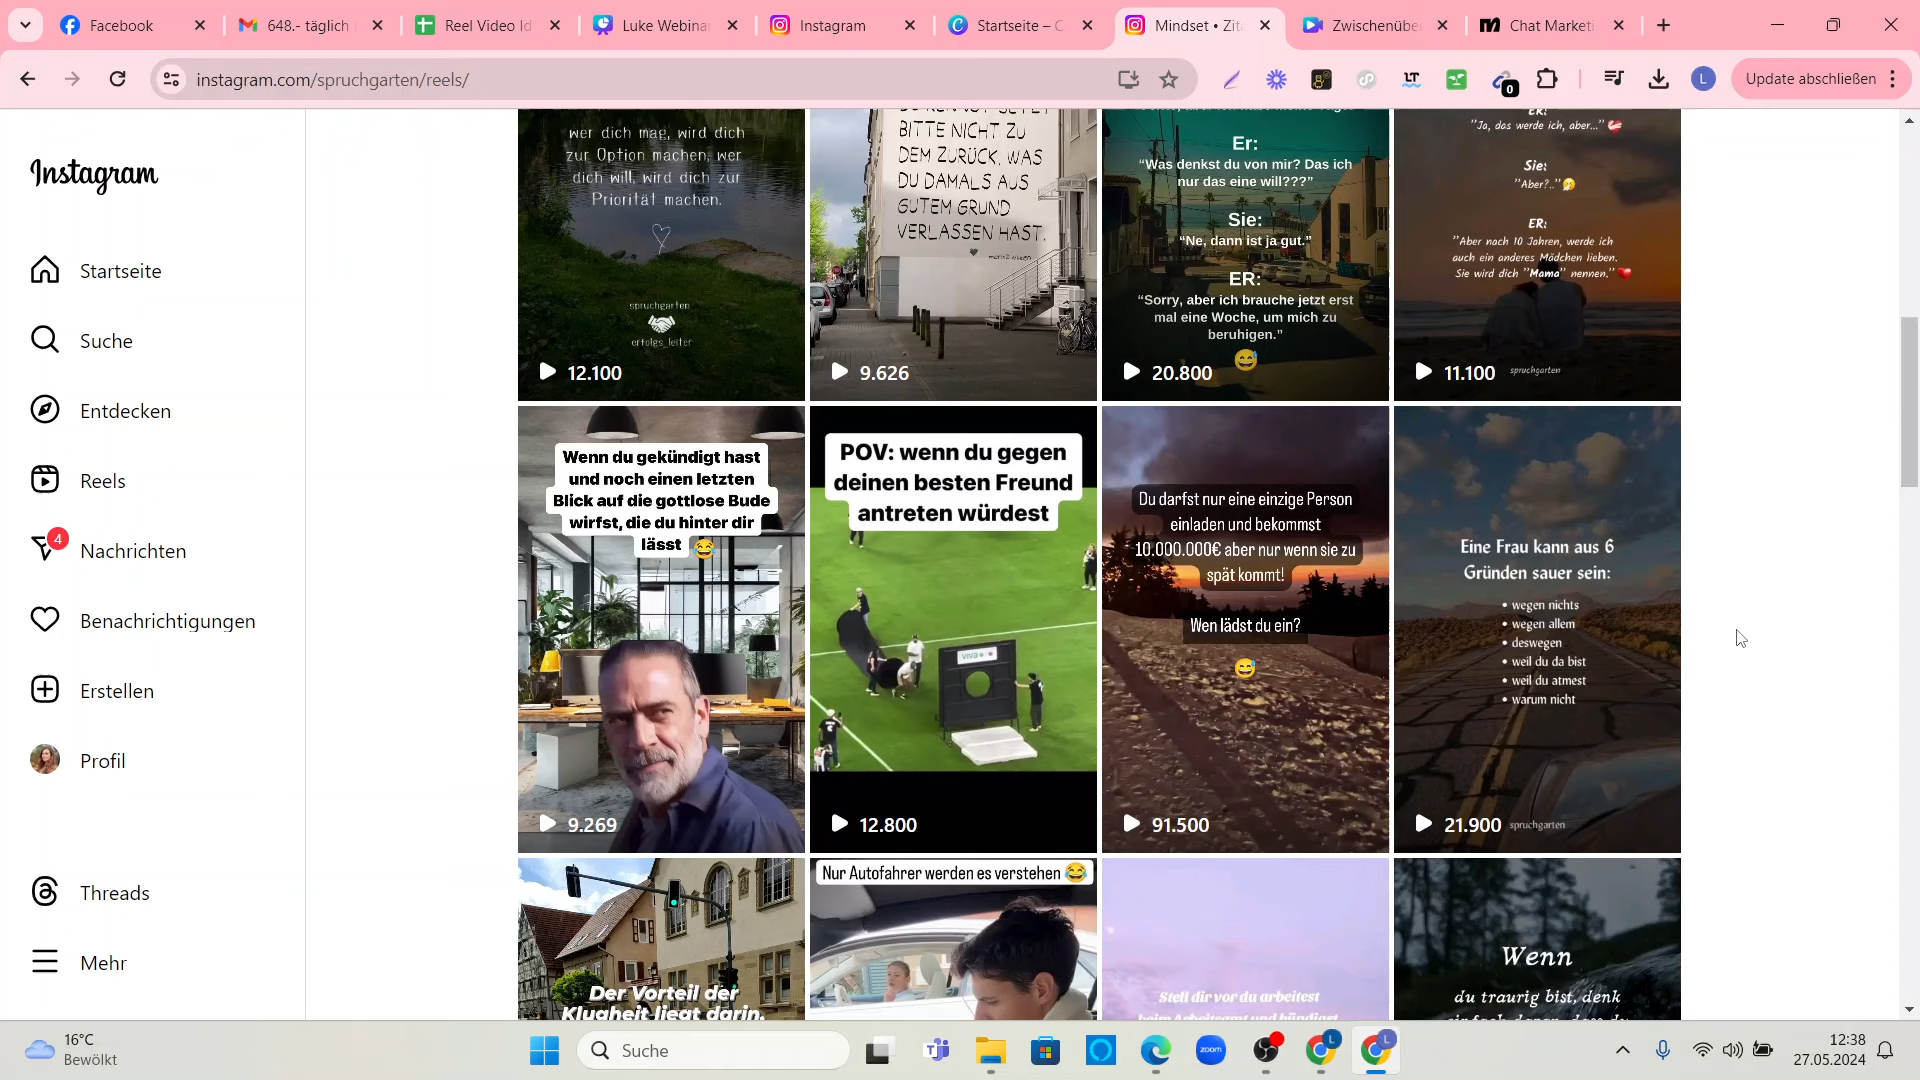 Facebook
648.- täglich
Reel Video Id
Luke Webinar
Instagram
Startseite – C
Mindset • Zit
Zwischenübe
Chat Marketi
instagram.com/spruchgarten/reels/
0
L
Update abschließen
Instagram
Startseite
Suche
Entdecken
Reels
4
Nachrichten
Benachrichtigungen
Erstellen
Profil
Threads
Mehr
wer dich mag, wird dich
zur Option machen, wer
dich will, wird dich zur
Priorität machen.
spruchgarten
erfolgs_leiter
12.100
BITTE NICHT ZU
DEM ZURÜCK, WAS
DU DAMALS AUS
GUTEM GRUND
VERLASSEN HAST.
9.626
Er:
“Was denkst du von mir? Das ich
nur das eine will???”
Sie:
“Ne, dann ist ja gut.”
ER:
“Sorry, aber ich brauche jetzt erst
mal eine Woche, um mich zu
beruhigen.”
😅
20.800
ER:
”Ja, das werde ich, aber...”
Sie:
”Aber?..”
ER:
”Aber nach 10 Jahren, werde ich
auch ein anderes Mädchen lieben.
Sie wird dich ”Mama” nennen.”
11.100 spruchgarten
Wenn du gekündigt hast
und noch einen letzten
Blick auf die gottlose Bude
wirfst, die du hinter dir
lässt 😂
9.269
POV: wenn du gegen
deinen besten Freund
antreten würdest
VIVA
12.800
Du darfst nur eine einzige Person
einladen und bekommst
10.000.000€ aber nur wenn sie zu
spät kommt!
Wen lädst du ein?
😅
91.500
Eine Frau kann aus 6
Gründen sauer sein:
• wegen nichts
• wegen allem
• deswegen
• weil du da bist
• weil du atmest
• warum nicht
21.900 spruchgarten
Der Vorteil der
Klugheit liegt darin,
Nur Autofahrer werden es verstehen 😂
Stell dir vor du arbeitest
beim Arbeitsamt und kündigst
Wenn
du traurig bist, denk
16°C
Bewölkt
Suche
zoom
L
L
12:38
27.05.2024